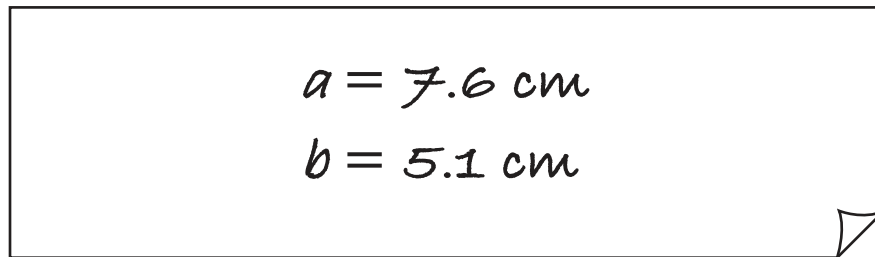 a = 7.6 cm
b = 5.1 cm